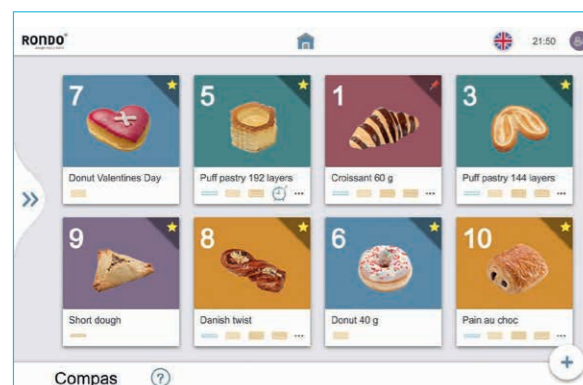 RONDO
21:50
7
5
1
3
Donut Valentines Day
Puff pastry 192 layers
Croissant 60 g
Puff pastry 144 layers
9
8
6
10
Short dough
Danish twist
Donut 40 g
Pain au choc
Compas ?